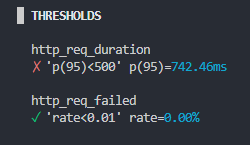 THRESHOLDS
http_req_duration
✗ 'p(95)<500' p(95)=742.46ms
http_req_failed
✓ 'rate<0.01' rate=0.00%